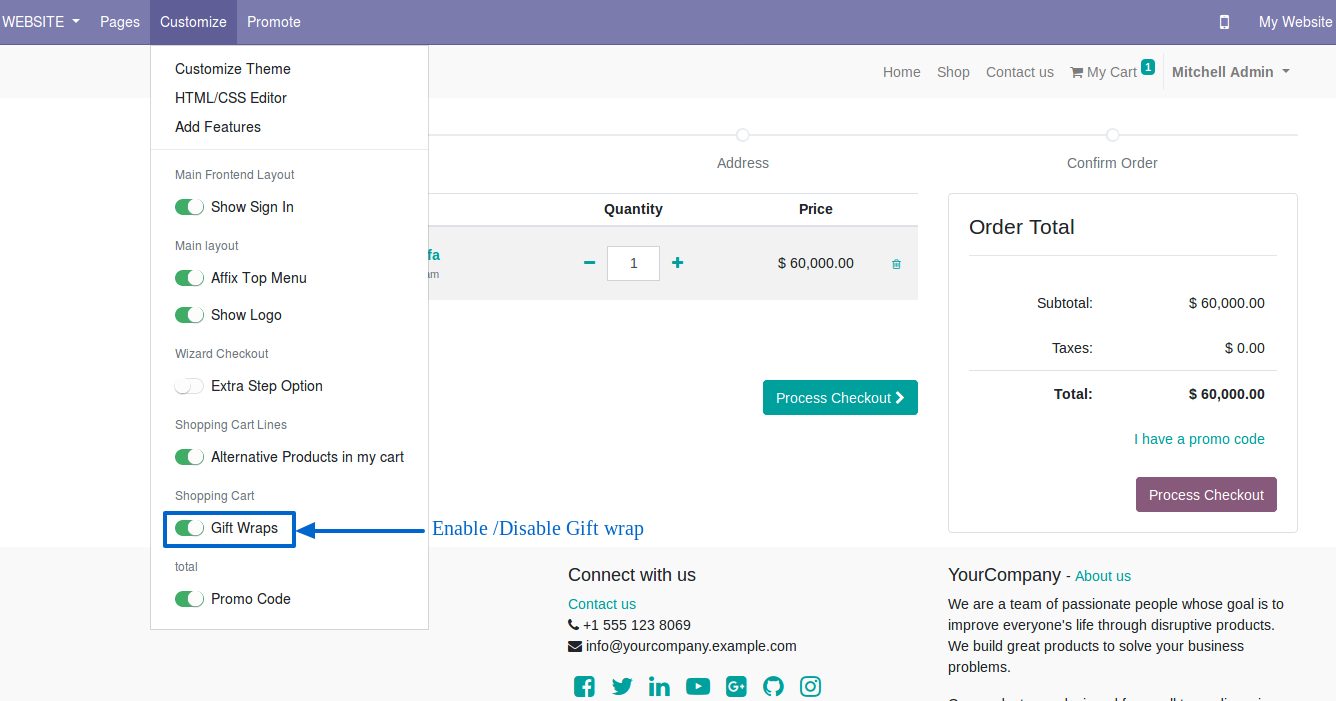 WEBSITE Pages Customize Promote My Website
Customize Theme
HTML/CSS Editor
Add Features
Main Frontend Layout
Show Sign In
Main layout
Affix Top Menu
Show Logo
Wizard Checkout
Extra Step Option
Shopping Cart Lines
Alternative Products in my cart
Shopping Cart
Gift Wraps
Enable /Disable Gift wrap
total
Promo Code
Home Shop Contact us My Cart 1 Mitchell Admin
Address Confirm Order
Quantity Price
fa
am
1 $ 60,000.00
Process Checkout
Order Total
Subtotal: $ 60,000.00
Taxes: $ 0.00
Total: $ 60,000.00
I have a promo code
Process Checkout
Connect with us
Contact us
+1 555 123 8069
info@yourcompany.example.com
YourCompany - About us
We are a team of passionate people whose goal is to
improve everyone's life through disruptive products.
We build great products to solve your business
problems.